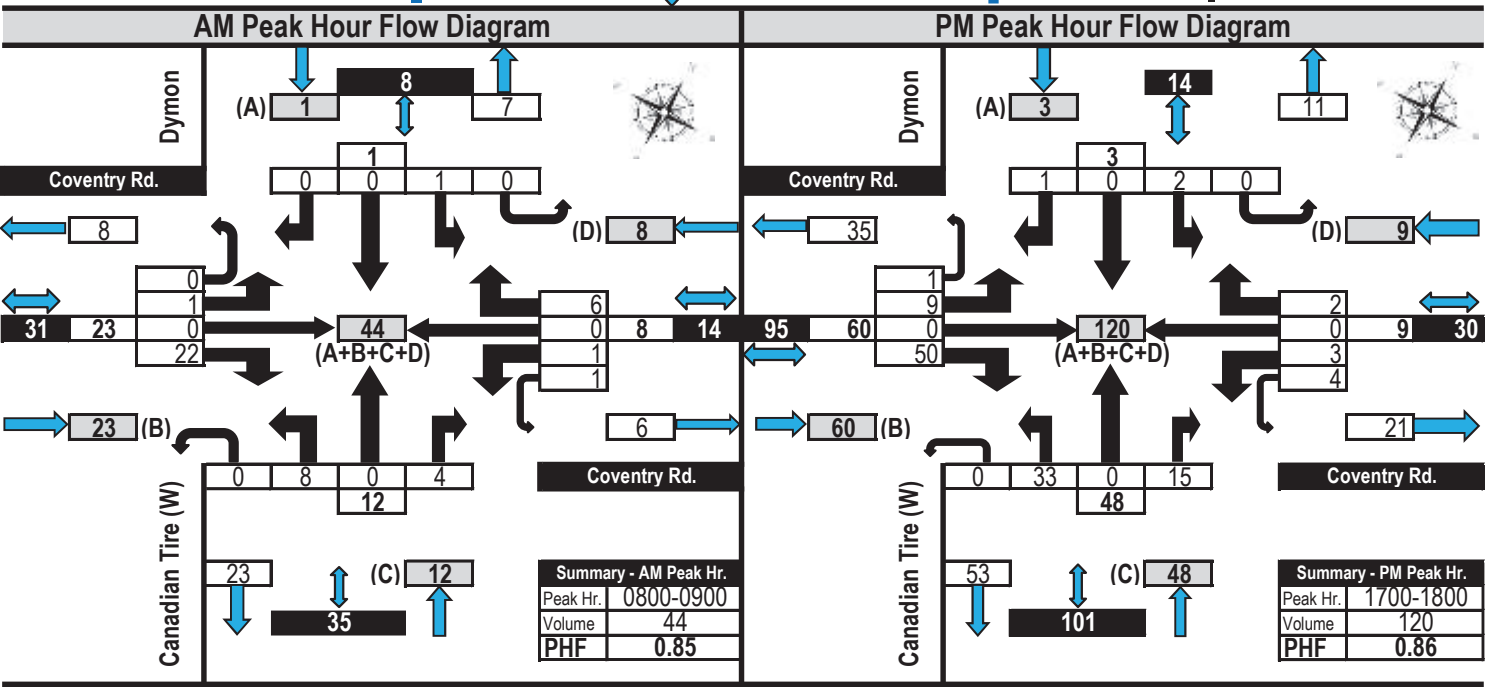 AM Peak Hour Flow Diagram
Dymon
8
(A) 1
7
1
0 0 1 0
Coventry Rd.
8
(D) 8
0
1
6
31 23 0
44
0 8 14
22
(A+B+C+D)
1
1
23 (B)
6
0 8 0 4
12
Coventry Rd.
Canadian Tire (W)
23
(C) 12
35
Summary - AM Peak Hr.
Peak Hr. 0800-0900
Volume 44
PHF 0.85
PM Peak Hour Flow Diagram
Dymon
14
(A) 3
11
3
1 0 2 0
Coventry Rd.
35
(D) 9
1
9
2
95 60 0
120
0 9 30
50
(A+B+C+D)
3
4
60 (B)
21
0 33 0 15
48
Coventry Rd.
Canadian Tire (W)
53
(C) 48
101
Summary - PM Peak Hr.
Peak Hr. 1700-1800
Volume 120
PHF 0.86